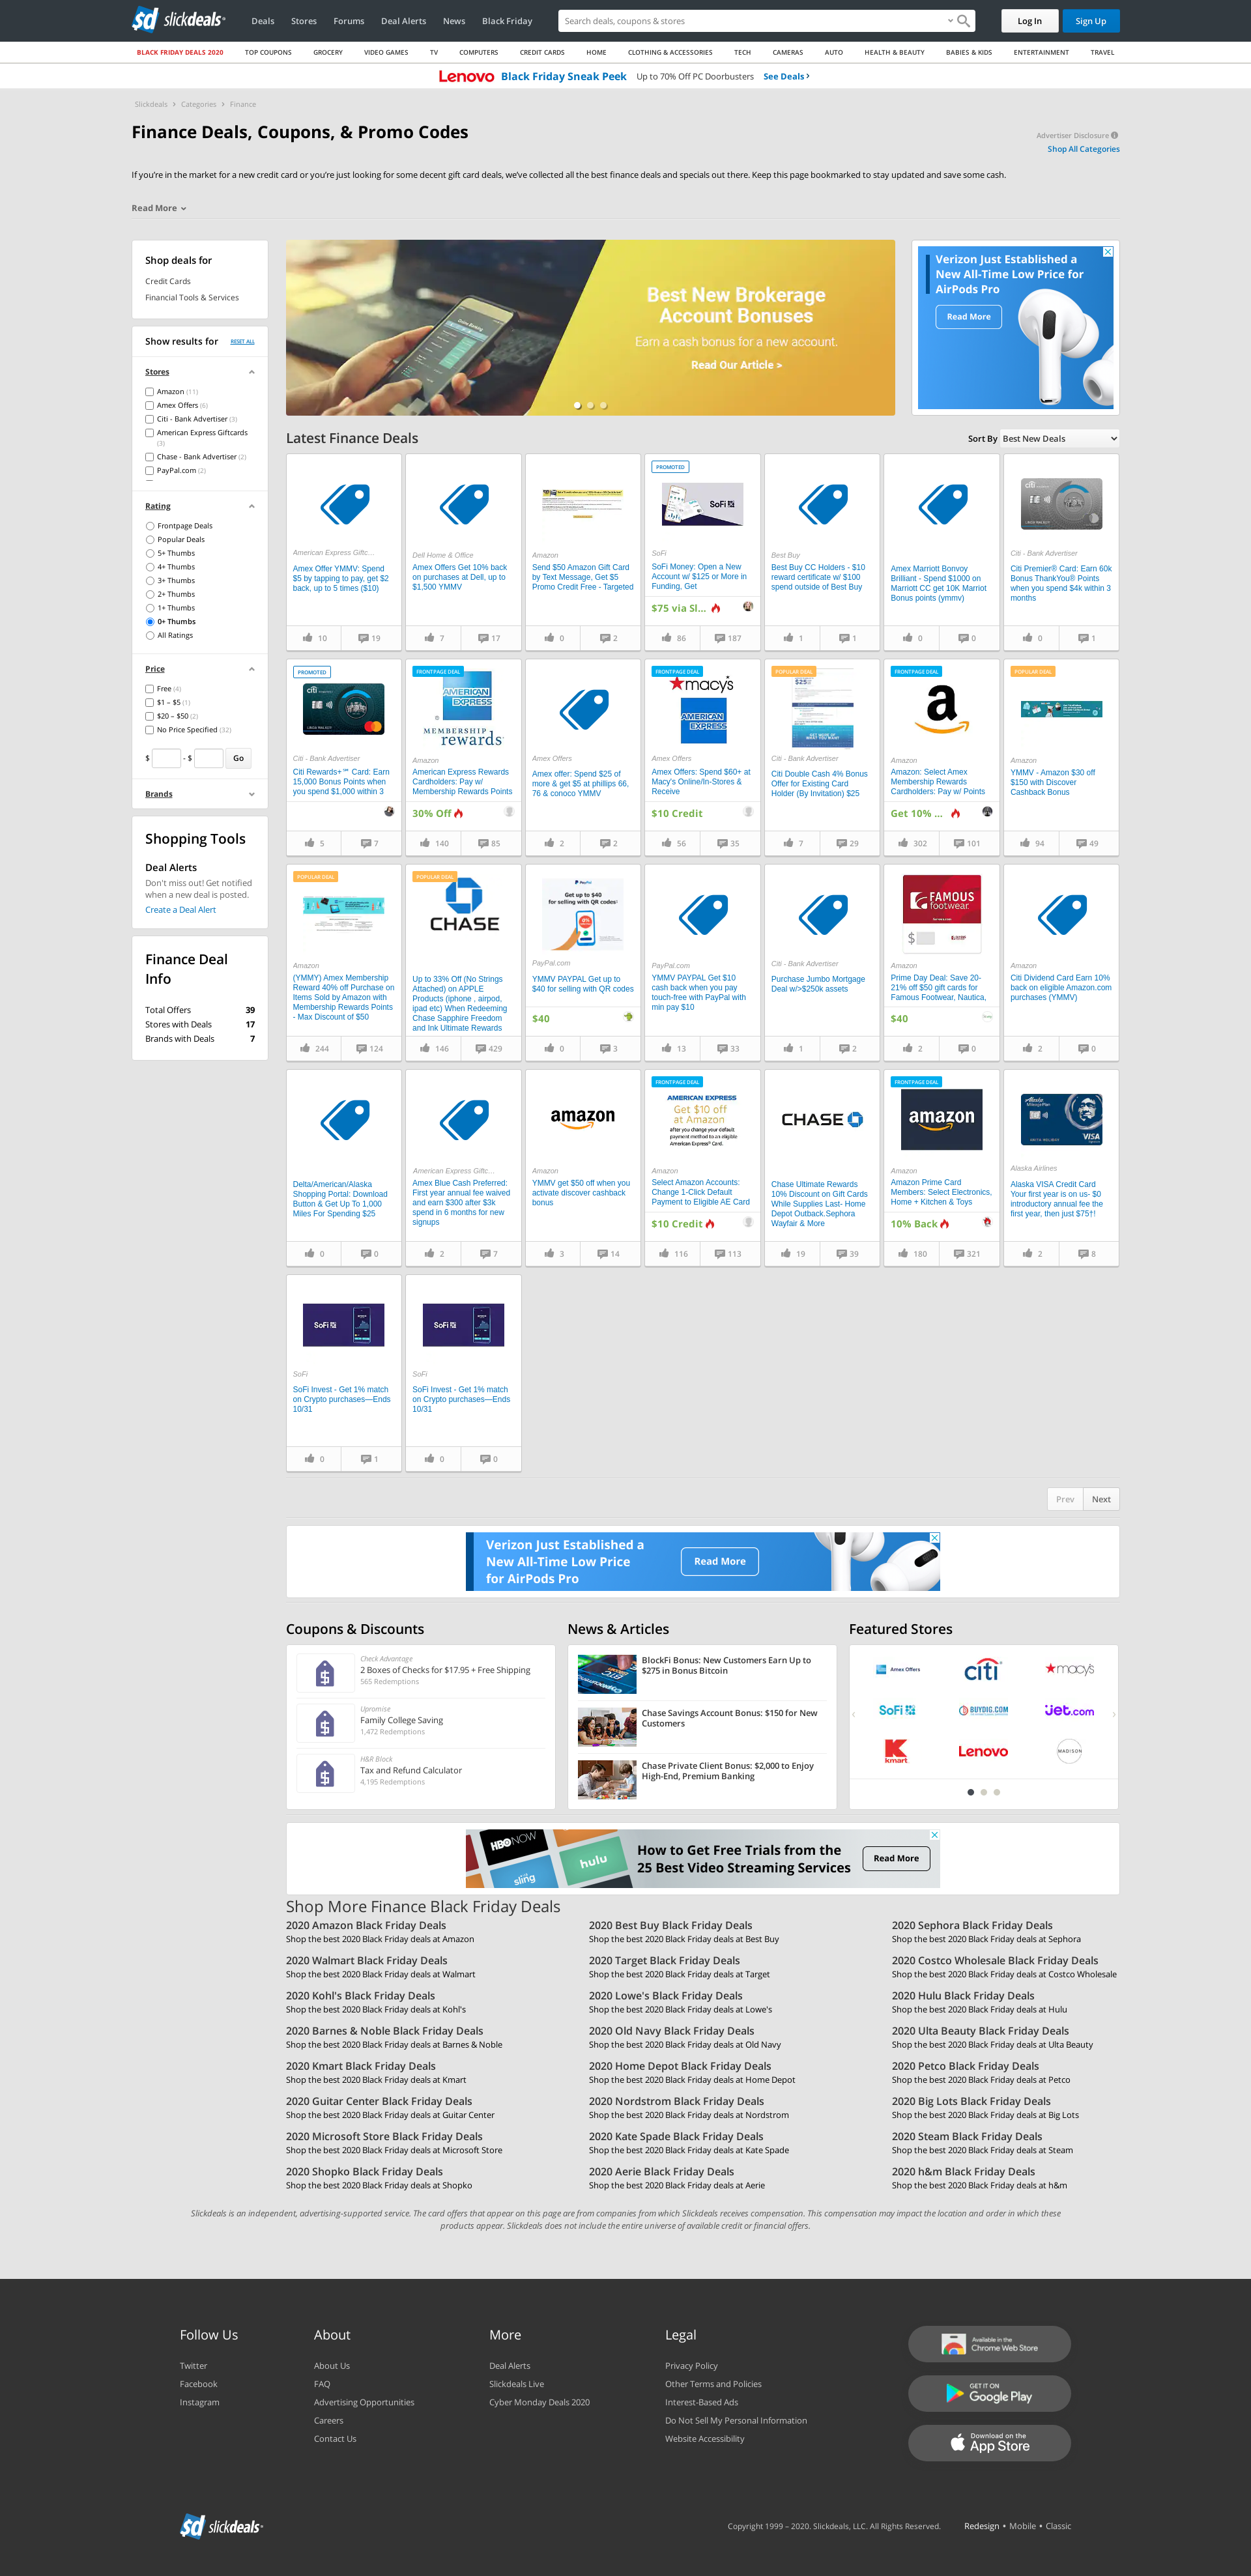 slickdeals
Deals
Stores
Forums
Deal Alerts
News
Black Friday
Search deals, coupons & stores
Log In
Sign Up
BLACK FRIDAY DEALS 2020
TOP COUPONS
GROCERY
VIDEO GAMES
TV
COMPUTERS
CREDIT CARDS
HOME
CLOTHING & ACCESSORIES
TECH
CAMERAS
AUTO
HEALTH & BEAUTY
BABIES & KIDS
ENTERTAINMENT
TRAVEL
Lenovo Black Friday Sneak Peek Up to 70% Off PC Doorbusters See Deals ›
Slickdeals › Categories › Finance
Finance Deals, Coupons, & Promo Codes
Advertiser Disclosure
Shop All Categories
If you're in the market for a new credit card or you're just looking for some decent gift card deals, we've collected all the best finance deals and specials out there. Keep this page bookmarked to stay updated and save some cash.
Read More
Shop deals for
Credit Cards
Financial Tools & Services
Show results for RESET ALL
Stores
Amazon (11)
Amex Offers (6)
Citi - Bank Advertiser (3)
American Express Giftcards
(3)
Chase - Bank Advertiser (2)
PayPal.com (2)
Rating
Frontpage Deals
Popular Deals
5+ Thumbs
4+ Thumbs
3+ Thumbs
2+ Thumbs
1+ Thumbs
0+ Thumbs
All Ratings
Price
Free (4)
$1 – $5 (1)
$20 – $50 (2)
No Price Specified (32)
$ - $ Go
Brands
Shopping Tools
Deal Alerts
Don't miss out! Get notified
when a new deal is posted.
Create a Deal Alert
Finance Deal
Info
Total Offers 39
Stores with Deals 17
Brands with Deals 7
Best New Brokerage
Account Bonuses
Earn a cash bonus for a new account.
Read Our Article >
Verizon Just Established a
New All-Time Low Price for
AirPods Pro
Read More
Latest Finance Deals
Sort By Best New Deals
American Express Giftc...
Amex Offer YMMV: Spend
$5 by tapping to pay, get $2
back, up to 5 times ($10)
10 19
Dell Home & Office
Amex Offers Get 10% back
on purchases at Dell, up to
$1,500 YMMV
7 17
Amazon
Send $50 Amazon Gift Card
by Text Message, Get $5
Promo Credit Free - Targeted
0 2
PROMOTED
SoFi
SoFi
SoFi Money: Open a New
Account w/ $125 or More in
Funding, Get
$75 via Sl...
86 187
Best Buy
Best Buy CC Holders - $10
reward certificate w/ $100
spend outside of Best Buy
1 1
Amex Marriott Bonvoy
Brilliant - Spend $1000 on
Marriott CC get 10K Marriot
Bonus points (ymmv)
0 0
citi
Citi - Bank Advertiser
Citi Premier® Card: Earn 60k
Bonus ThankYou® Points
when you spend $4k within 3
months
0 1
PROMOTED
citi
Citi - Bank Advertiser
Citi Rewards+℠ Card: Earn
15,000 Bonus Points when
you spend $1,000 within 3
5 7
FRONTPAGE DEAL
AMERICAN EXPRESS
MEMBERSHIP
rewards
Amazon
American Express Rewards
Cardholders: Pay w/
Membership Rewards Points
30% Off
140 85
Amex Offers
Amex offer: Spend $25 of
more & get $5 at phillips 66,
76 & conoco YMMV
2 2
FRONTPAGE DEAL
macy's
AMERICAN EXPRESS
Amex Offers
Amex Offers: Spend $60+ at
Macy's Online/In-Stores &
Receive
$10 Credit
56 35
POPULAR DEAL
$25
Citi - Bank Advertiser
Citi Double Cash 4% Bonus
Offer for Existing Card
Holder (By Invitation) $25
7 29
FRONTPAGE DEAL
a
Amazon
Amazon: Select Amex
Membership Rewards
Cardholders: Pay w/ Points
Get 10% ...
302 101
POPULAR DEAL
Amazon
YMMV - Amazon $30 off
$150 with Discover
Cashback Bonus
94 49
POPULAR DEAL
Amazon
(YMMY) Amex Membership
Reward 40% off Purchase on
Items Sold by Amazon with
Membership Rewards Points
- Max Discount of $50
244 124
POPULAR DEAL
CHASE
Up to 33% Off (No Strings
Attached) on APPLE
Products (iphone , airpod,
ipad etc) When Redeeming
Chase Sapphire Freedom
and Ink Ultimate Rewards
146 429
PayPal
Get up to $40
for selling with QR codes
PayPal.com
YMMV PAYPAL Get up to
$40 for selling with QR codes
$40
0 3
PayPal.com
YMMV PAYPAL Get $10
cash back when you pay
touch-free with PayPal with
min pay $10
13 33
Citi - Bank Advertiser
Purchase Jumbo Mortgage
Deal w/>$250k assets
1 2
FAMOUS
footwear
$
Amazon
Prime Day Deal: Save 20-
21% off $50 gift cards for
Famous Footwear, Nautica,
$40
2 0
Amazon
Citi Dividend Card Earn 10%
back on eligible Amazon.com
purchases (YMMV)
2 0
Delta/American/Alaska
Shopping Portal: Download
Button & Get Up To 1,000
Miles For Spending $25
0 0
American Express Giftc...
Amex Blue Cash Preferred:
First year annual fee waived
and earn $300 after $3k
spend in 6 months for new
signups
2 7
amazon
Amazon
YMMV get $50 off when you
activate discover cashback
bonus
3 14
FRONTPAGE DEAL
AMERICAN EXPRESS
Get $10 off
at Amazon
after you change your default
payment method to an eligible
American Express® Card.
Amazon
Select Amazon Accounts:
Change 1-Click Default
Payment to Eligible AE Card
$10 Credit
116 113
CHASE
Chase Ultimate Rewards
10% Discount on Gift Cards
While Supplies Last- Home
Depot Outback.Sephora
Wayfair & More
19 39
FRONTPAGE DEAL
amazon
Amazon
Amazon Prime Card
Members: Select Electronics,
Home + Kitchen & Toys
10% Back
180 321
Alaska
VISA
Alaska Airlines
Alaska VISA Credit Card
Your first year is on us- $0
introductory annual fee the
first year, then just $75†!
2 8
SoFi
SoFi
SoFi Invest - Get 1% match
on Crypto purchases—Ends
10/31
0 1
SoFi
SoFi
SoFi Invest - Get 1% match
on Crypto purchases—Ends
10/31
0 0
Prev Next
Verizon Just Established a
New All-Time Low Price
for AirPods Pro
Read More
Coupons & Discounts
Check Advantage
2 Boxes of Checks for $17.95 + Free Shipping
565 Redemptions
Upromise
Family College Saving
1,472 Redemptions
H&R Block
Tax and Refund Calculator
4,195 Redemptions
News & Articles
BlockFi Bonus: New Customers Earn Up to
$275 in Bonus Bitcoin
Chase Savings Account Bonus: $150 for New
Customers
Chase Private Client Bonus: $2,000 to Enjoy
High-End, Premium Banking
Featured Stores
Amex Offers
citi
macy's
SoFi
BUYDIG.COM
jet.com
kmart
Lenovo
MADISON
HBO NOW
sling
hulu
How to Get Free Trials from the
25 Best Video Streaming Services
Read More
Shop More Finance Black Friday Deals
2020 Amazon Black Friday Deals
Shop the best 2020 Black Friday deals at Amazon
2020 Best Buy Black Friday Deals
Shop the best 2020 Black Friday deals at Best Buy
2020 Sephora Black Friday Deals
Shop the best 2020 Black Friday deals at Sephora
2020 Walmart Black Friday Deals
Shop the best 2020 Black Friday deals at Walmart
2020 Target Black Friday Deals
Shop the best 2020 Black Friday deals at Target
2020 Costco Wholesale Black Friday Deals
Shop the best 2020 Black Friday deals at Costco Wholesale
2020 Kohl's Black Friday Deals
Shop the best 2020 Black Friday deals at Kohl's
2020 Lowe's Black Friday Deals
Shop the best 2020 Black Friday deals at Lowe's
2020 Hulu Black Friday Deals
Shop the best 2020 Black Friday deals at Hulu
2020 Barnes & Noble Black Friday Deals
Shop the best 2020 Black Friday deals at Barnes & Noble
2020 Old Navy Black Friday Deals
Shop the best 2020 Black Friday deals at Old Navy
2020 Ulta Beauty Black Friday Deals
Shop the best 2020 Black Friday deals at Ulta Beauty
2020 Kmart Black Friday Deals
Shop the best 2020 Black Friday deals at Kmart
2020 Home Depot Black Friday Deals
Shop the best 2020 Black Friday deals at Home Depot
2020 Petco Black Friday Deals
Shop the best 2020 Black Friday deals at Petco
2020 Guitar Center Black Friday Deals
Shop the best 2020 Black Friday deals at Guitar Center
2020 Nordstrom Black Friday Deals
Shop the best 2020 Black Friday deals at Nordstrom
2020 Big Lots Black Friday Deals
Shop the best 2020 Black Friday deals at Big Lots
2020 Microsoft Store Black Friday Deals
Shop the best 2020 Black Friday deals at Microsoft Store
2020 Kate Spade Black Friday Deals
Shop the best 2020 Black Friday deals at Kate Spade
2020 Steam Black Friday Deals
Shop the best 2020 Black Friday deals at Steam
2020 Shopko Black Friday Deals
Shop the best 2020 Black Friday deals at Shopko
2020 Aerie Black Friday Deals
Shop the best 2020 Black Friday deals at Aerie
2020 h&m Black Friday Deals
Shop the best 2020 Black Friday deals at h&m
Slickdeals is an independent, advertising-supported service. The card offers that appear on this page are from companies from which Slickdeals receives compensation. This compensation may impact the location and order in which these
products appear. Slickdeals does not include the entire universe of available credit or financial offers.
Follow Us
Twitter
Facebook
Instagram
About
About Us
FAQ
Advertising Opportunities
Careers
Contact Us
More
Deal Alerts
Slickdeals Live
Cyber Monday Deals 2020
Legal
Privacy Policy
Other Terms and Policies
Interest-Based Ads
Do Not Sell My Personal Information
Website Accessibility
Available in the
Chrome Web Store
GET IT ON
Google Play
Download on the
App Store
slickdeals
Copyright 1999 – 2020. Slickdeals, LLC. All Rights Reserved.
Redesign • Mobile • Classic